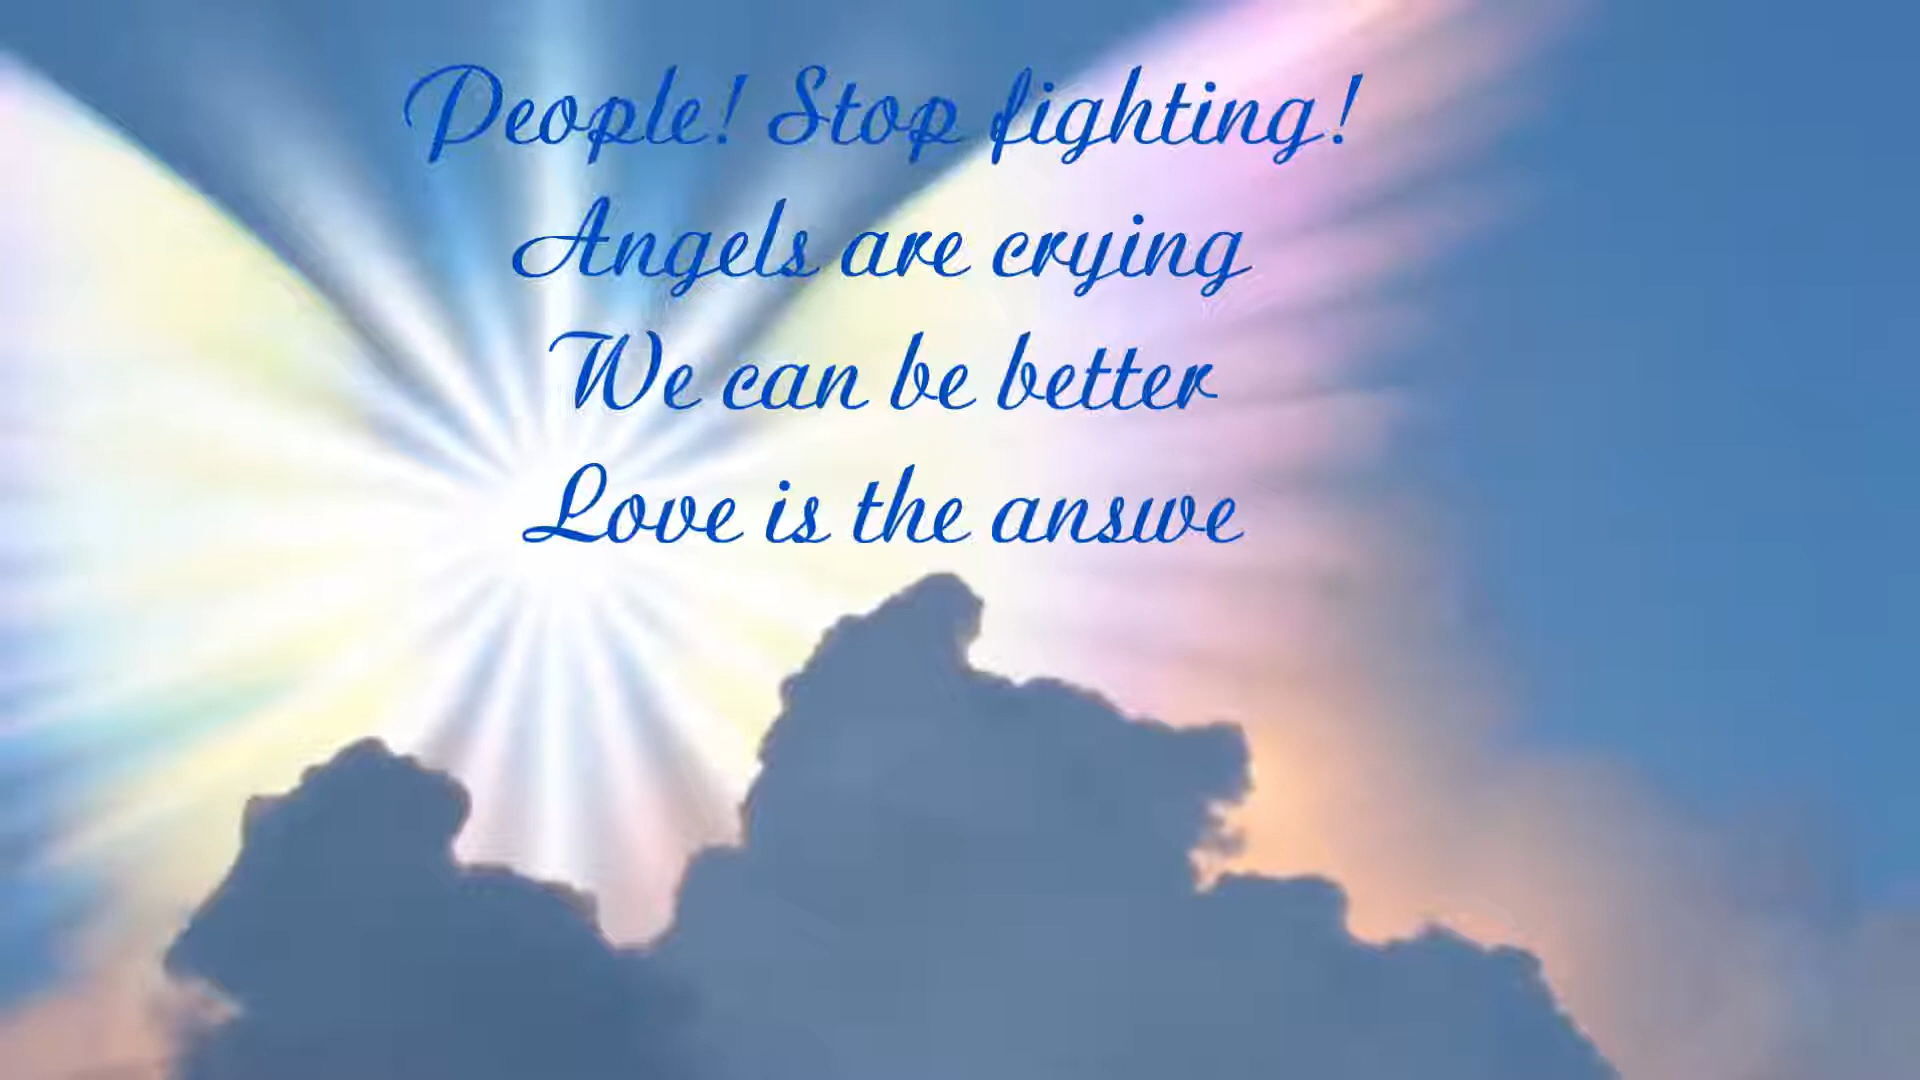 People! Stop fighting!
Angels are crying
We can be better
Love is the answe